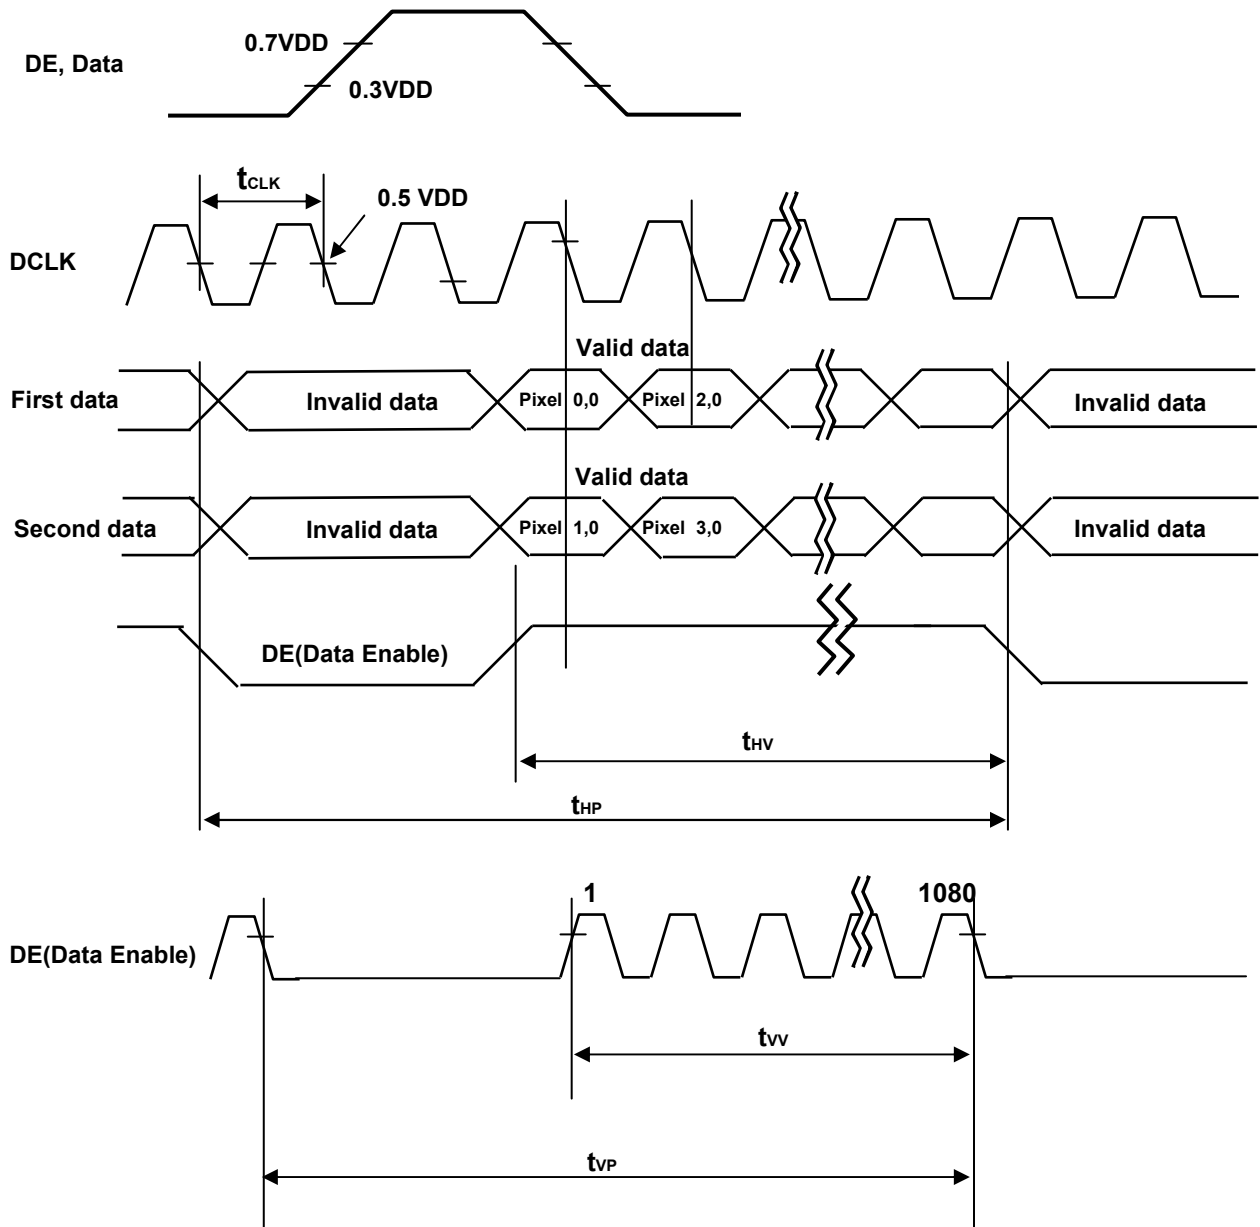 0.7VDD
DE, Data
0.3VDD
tCLK
0.5 VDD
DCLK
Valid data
First data
Invalid data
Pixel 0,0
Pixel 2,0
Invalid data
Valid data
Second data
Invalid data
Pixel 1,0
Pixel 3,0
Invalid data
DE(Data Enable)
tHV
tHP
1
1080
DE(Data Enable)
tVV
tVP